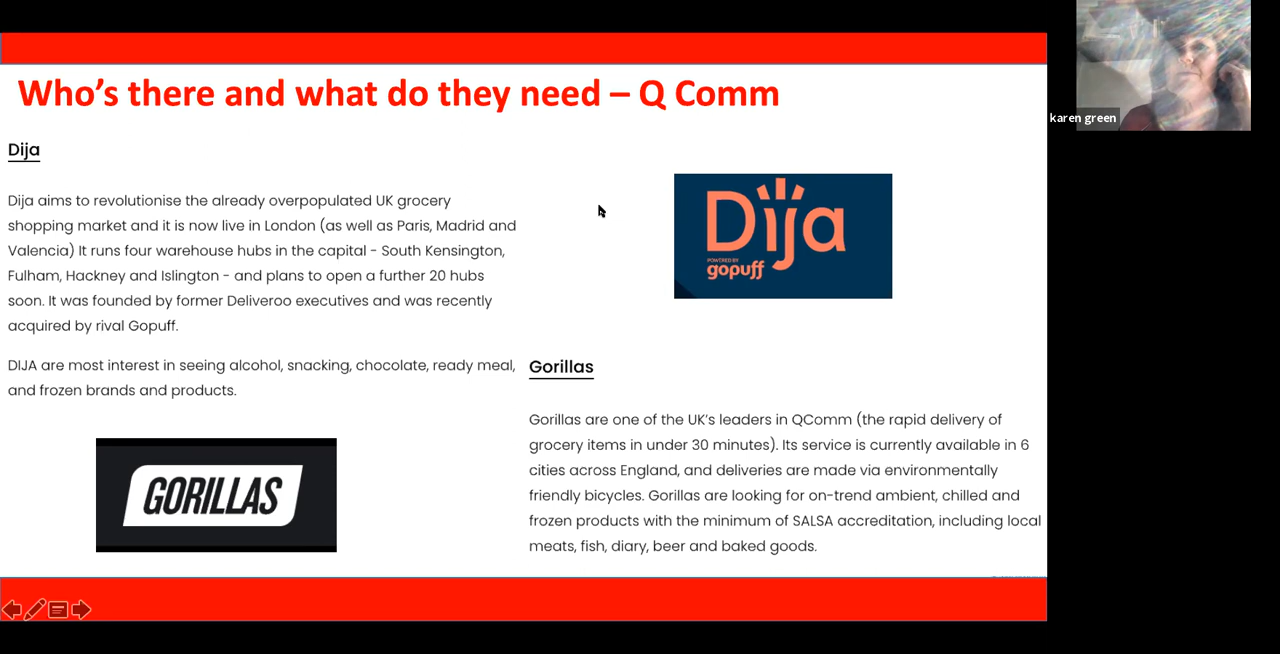 Who's there and what do they need – Q Comm
karen green
Dija
Dija aims to revolutionise the already overpopulated UK grocery
shopping market and it is now live in London (as well as Paris, Madrid and
Valencia) It runs four warehouse hubs in the capital - South Kensington,
Fulham, Hackney and Islington - and plans to open a further 20 hubs
soon. It was founded by former Deliveroo executives and was recently
acquired by rival Gopuff.
DIJA are most interest in seeing alcohol, snacking, chocolate, ready meal,
and frozen brands and products.
Dija
POWERED BY
gopuff
GORILLAS
Gorillas
Gorillas are one of the UK's leaders in QComm (the rapid delivery of
grocery items in under 30 minutes). Its service is currently available in 6
cities across England, and deliveries are made via environmentally
friendly bicycles. Gorillas are looking for on-trend ambient, chilled and
frozen products with the minimum of SALSA accreditation, including local
meats, fish, diary, beer and baked goods.